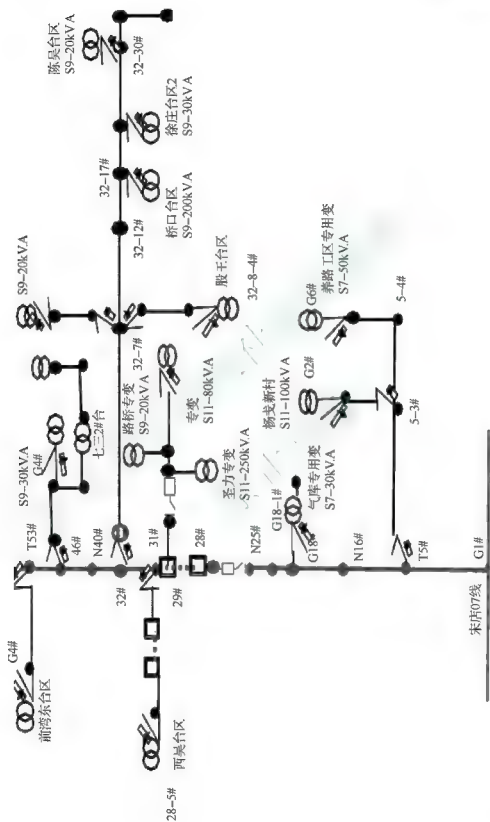 陈吴台区
S9-20kVA
32-30#
徐庄台区2
S9-30kVA
32-17#
桥口台区
S9-200kVA
32-12#
S9-20kVA
股王台区
32-8-4#
32-7#
路桥专变
S9-20kVA
专变
S11-80kVA
圣力专变
S11-250kVA
S9-30kVA
G4#
七三2#台
T53#
46#
N40#
32#
31#
29#
28#
N25#
G18-1#
G18#
气库专用变
S7-30kVA
杨戈新村
S11-100kVA
G2#
养路工区专用变
S7-50kVA
G6#
5-4#
5-3#
N16#
T5#
G1#
宋店07线
G4#
前湾东台区
西吴台区
28-5#